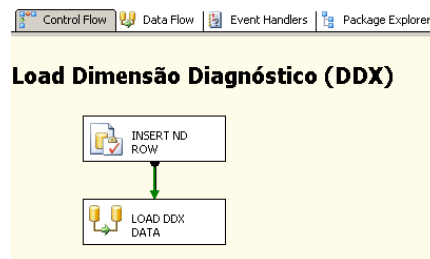 Control Flow Data Flow Event Handlers Package Explorer
Load Dimensão Diagnóstico (DDX)
INSERT ND
ROW
LOAD DDX
DATA